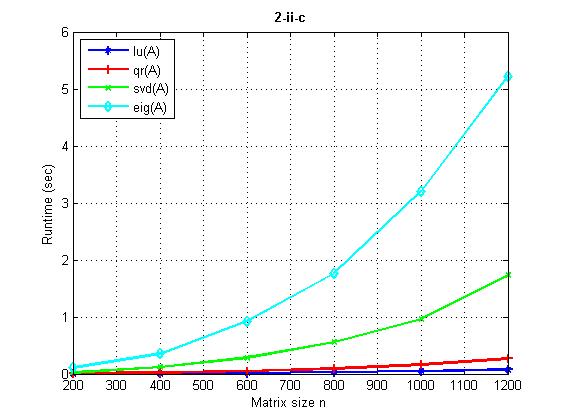 2-ii-c
6
lu(A)
qr(A)
svd(A)
eig(A)
5
4
3
2
1
0
Runtime (sec)
200 300 400 500 600 700 800 900 1000 1100 1200
Matrix size n